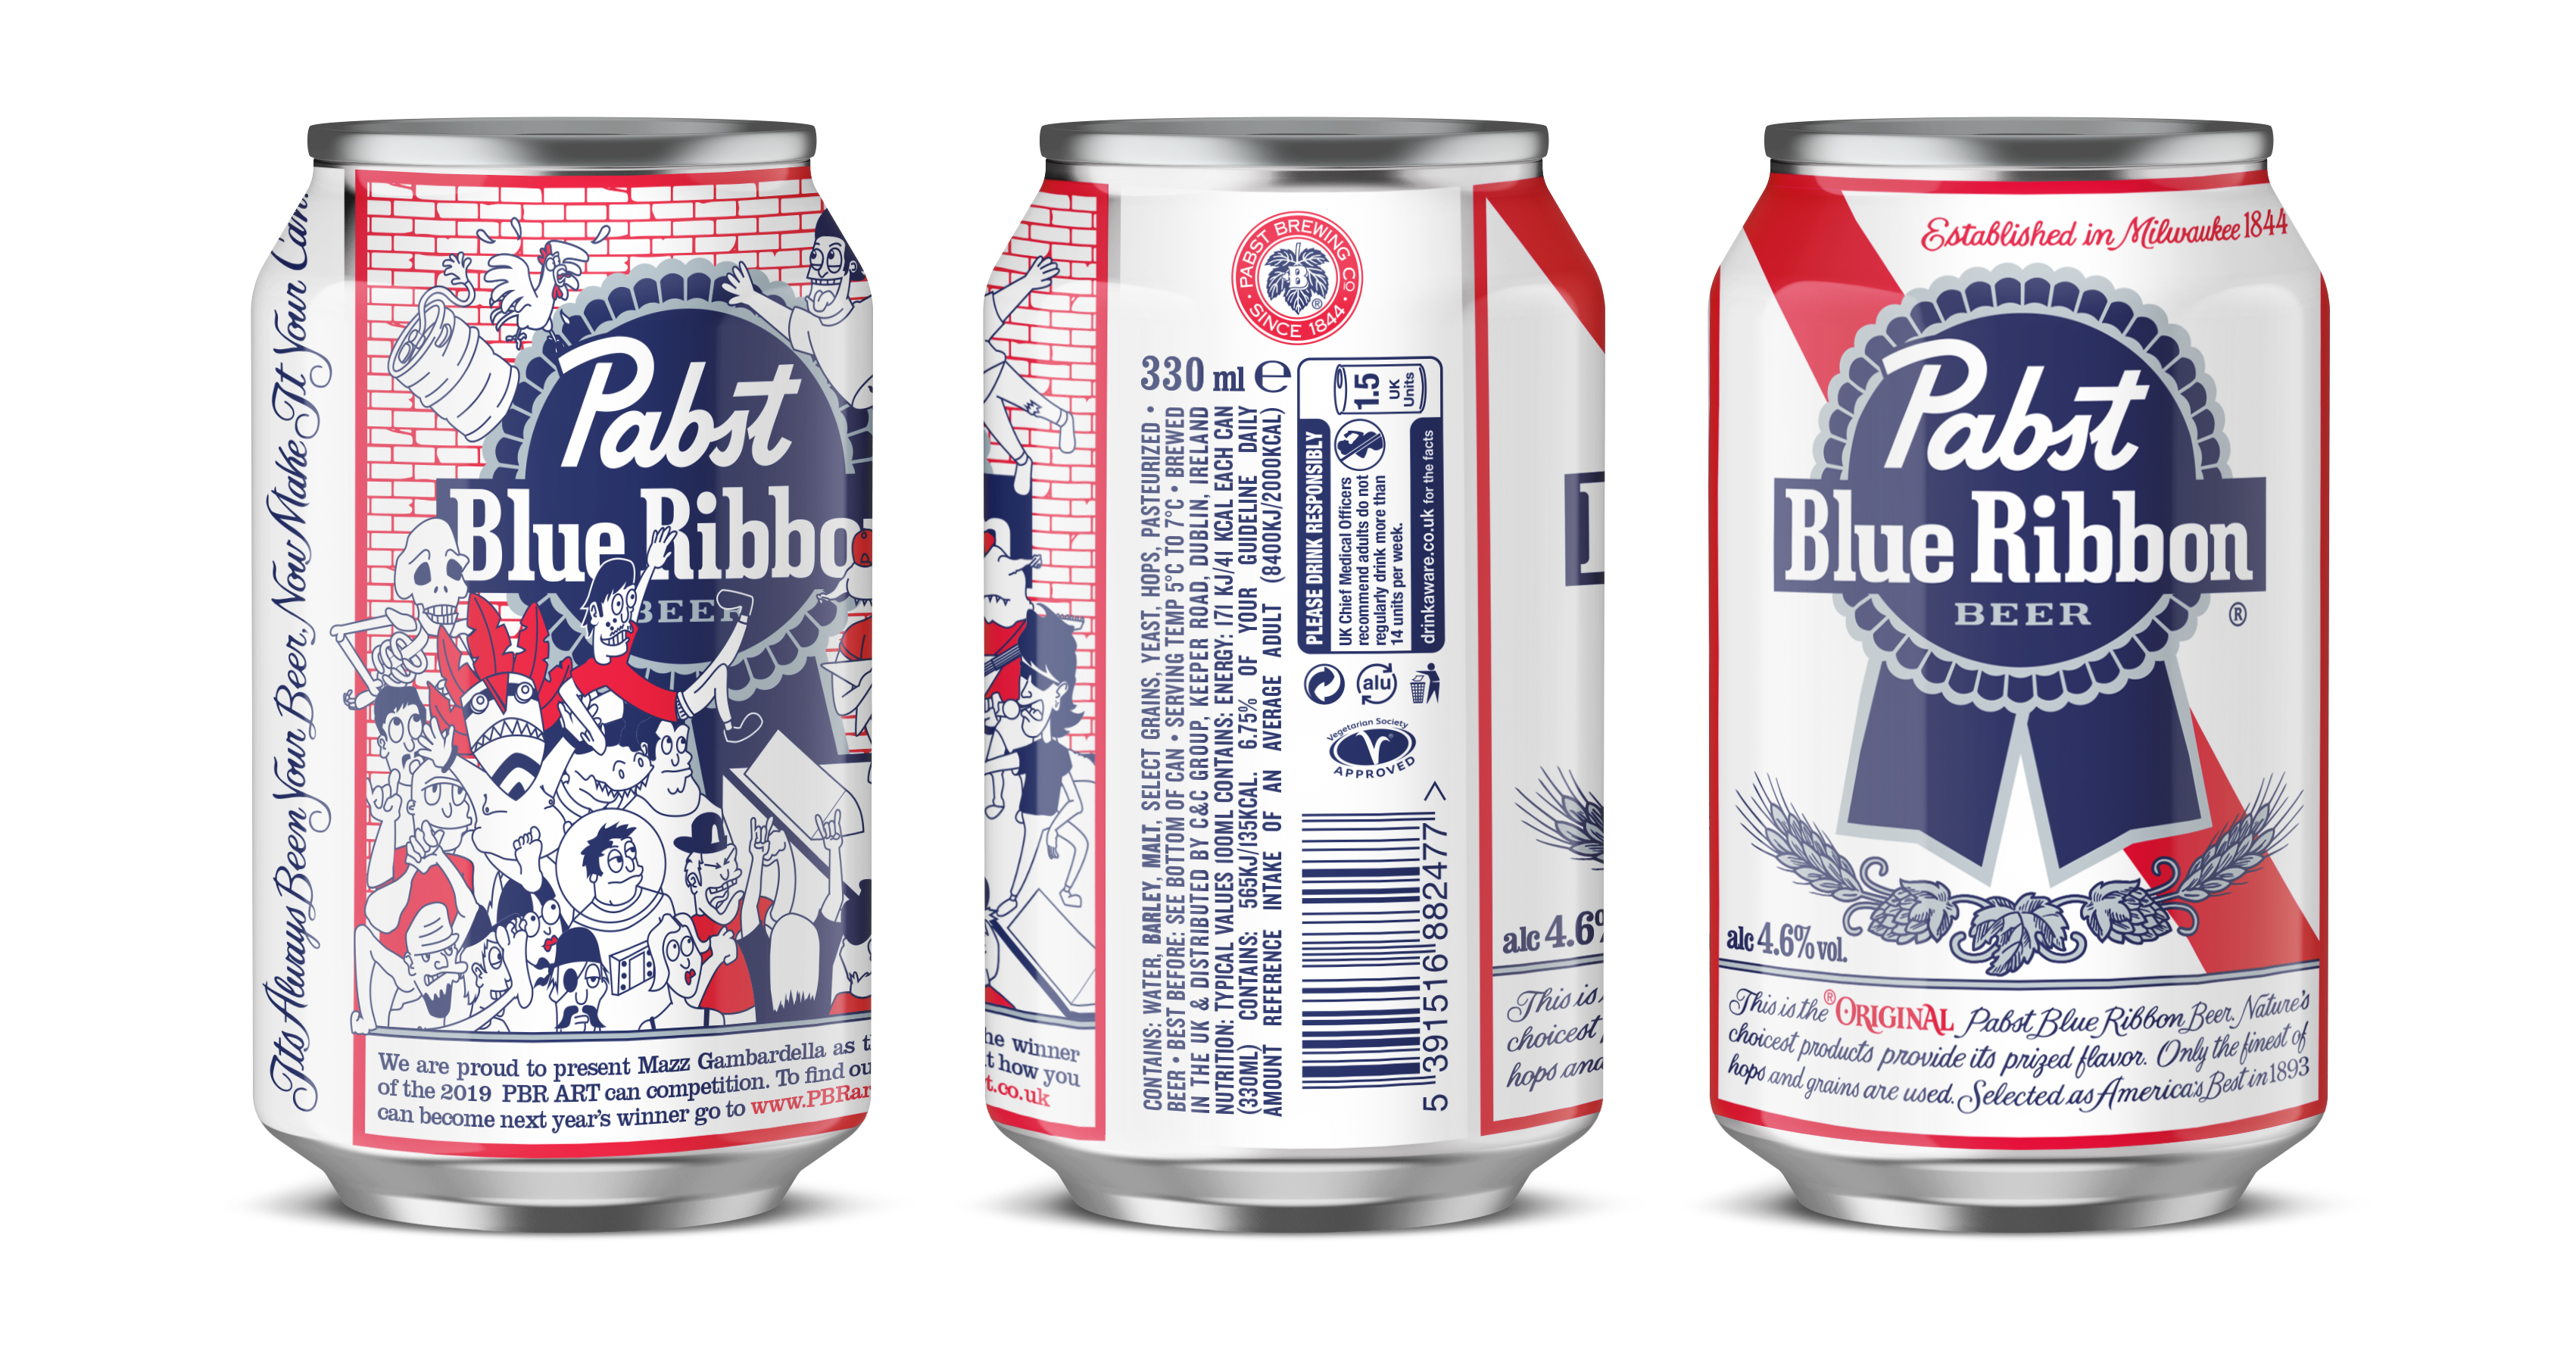 It's Always Been Your Beer, Now Make It Your Can.
Pabst
Blue Ribbo
BEER
We are proud to present Mazz Gambardella as t
of the 2019 PBR ART can competition. To find ou
can become next year's winner go to www.PBRar
n
he winner
t how you
t.co.uk
PABST BREWING CO
B
®
SINCE 1844
330 ml e
CONTAINS: WATER, BARLEY, MALT, SELECT GRAINS, YEAST, HOPS, PASTEURIZED •
BEER • BEST BEFORE: SEE BOTTOM OF CAN • SERVING TEMP 5°C TO 7°C • BREWED
IN THE UK & DISTRIBUTED BY C&C GROUP, KEEPER ROAD, DUBLIN, IRELAND
NUTRITION: TYPICAL VALUES 100ML CONTAINS: ENERGY: 171 KJ/41 KCAL EACH CAN
(330ML) CONTAINS: 565KJ/135KCAL. 6.75% OF YOUR GUIDELINE DAILY
AMOUNT REFERENCE INTAKE OF AN AVERAGE ADULT (8400KJ/2000KCAL)
1.5
UK
Units
PLEASE DRINK RESPONSIBLY
UK Chief Medical Officers
recommend adults do not
regularly drink more than
14 units per week.
drinkaware.co.uk for the facts
alu
Vegetarian Society
V
APPROVED
5 391516 882477 >
alc 4.6%
This is
choicest
hops and
Established in Milwaukee 1844
Pabst
Blue Ribbon
BEER
®
alc 4.6% vol.
This is the ®ORIGINAL Pabst Blue Ribbon Beer. Nature's
choicest products provide its prized flavor. Only the finest of
hops and grains are used. Selected as America's Best in 1893